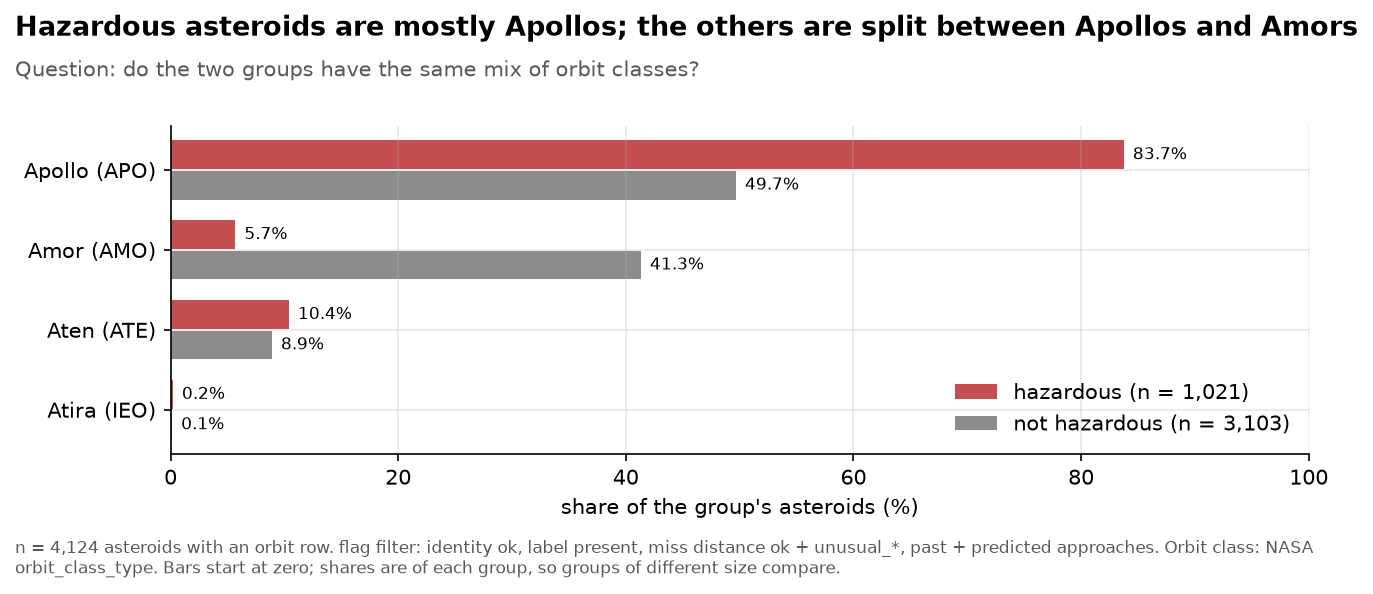 Hazardous asteroids are mostly Apollos; the others are split between Apollos and Amors
Question: do the two groups have the same mix of orbit classes?
Apollo (APO)
83.7%
49.7%
Amor (AMO)
5.7%
41.3%
Aten (ATE)
10.4%
8.9%
Atira (IEO)
0.2%
0.1%
hazardous (n = 1,021)
not hazardous (n = 3,103)
0 20 40 60 80 100
share of the group's asteroids (%)
n = 4,124 asteroids with an orbit row. flag filter: identity ok, label present, miss distance ok + unusual_*, past + predicted approaches. Orbit class: NASA
orbit_class_type. Bars start at zero; shares are of each group, so groups of different size compare.